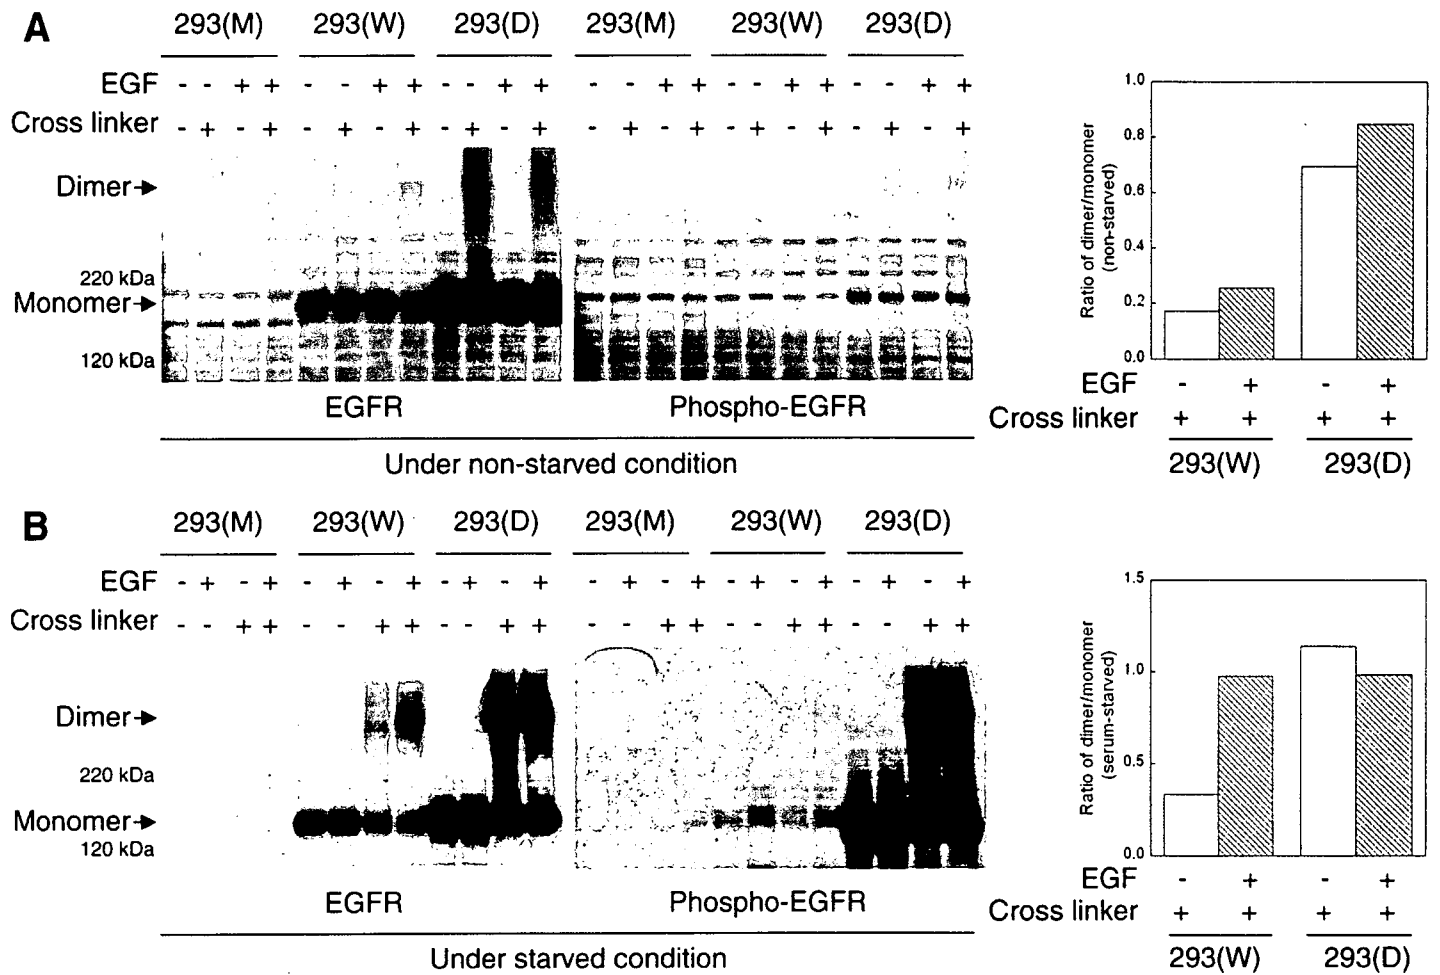 A
293(M) 293(W) 293(D) 293(M) 293(W) 293(D)
EGF - - + + - - + + - - + + - - + + - - + + - - + +
Cross linker - + - + - + - + - + - + - + - + - + - + - + - +
Dimer
220 kDa
Monomer
120 kDa
EGFR Phospho-EGFR
Under non-starved condition
Ratio of dimer/monomer
(non-starved)
1.0
0.8
0.6
0.4
0.2
0.0
EGF - + - +
Cross linker + + + +
293(W) 293(D)
B
293(M) 293(W) 293(D) 293(M) 293(W) 293(D)
EGF - + - + - + - + - + - + - + - + - + - + - + - +
Cross linker - - + + - - + + - - + + - - + + - - + + - - + +
Dimer
220 kDa
Monomer
120 kDa
EGFR Phospho-EGFR
Under starved condition
Ratio of dimer/monomer
(serum-starved)
1.5
1.0
0.5
0.0
EGF - + - +
Cross linker + + + +
293(W) 293(D)